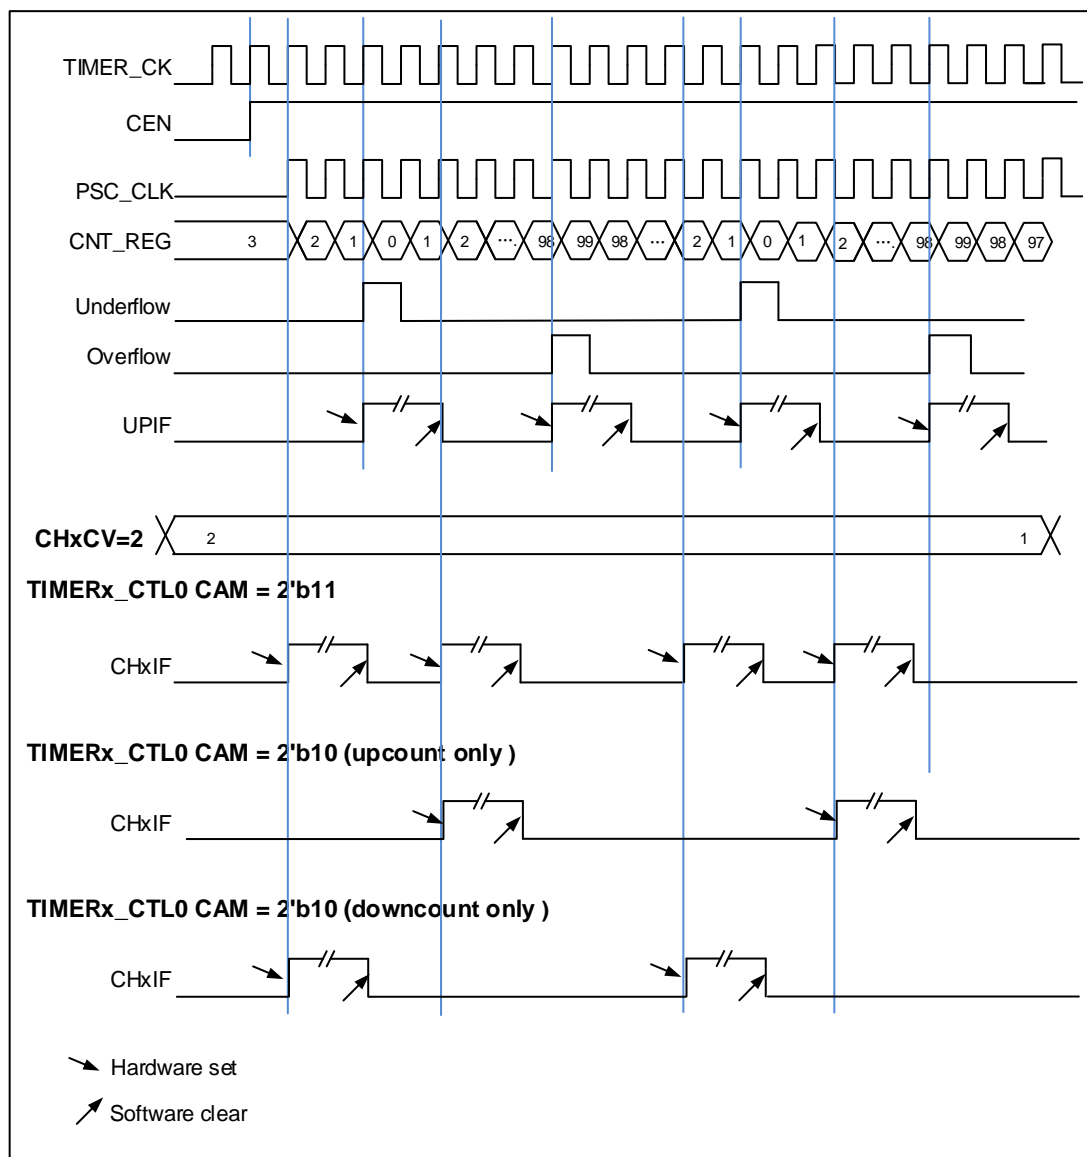 TIMER_CK
CEN
PSC_CLK
CNT_REG 3 2 1 0 1 2 .... 98 99 98 ... 2 1 0 1 2 .... 98 99 98 97
Underflow
Overflow
UPIF
CHxCV=2 2 1
TIMERx_CTL0 CAM = 2'b11
CHxIF
TIMERx_CTL0 CAM = 2'b10 (upcount only )
CHxIF
TIMERx_CTL0 CAM = 2'b10 (downcount only )
CHxIF
Hardware set
Software clear